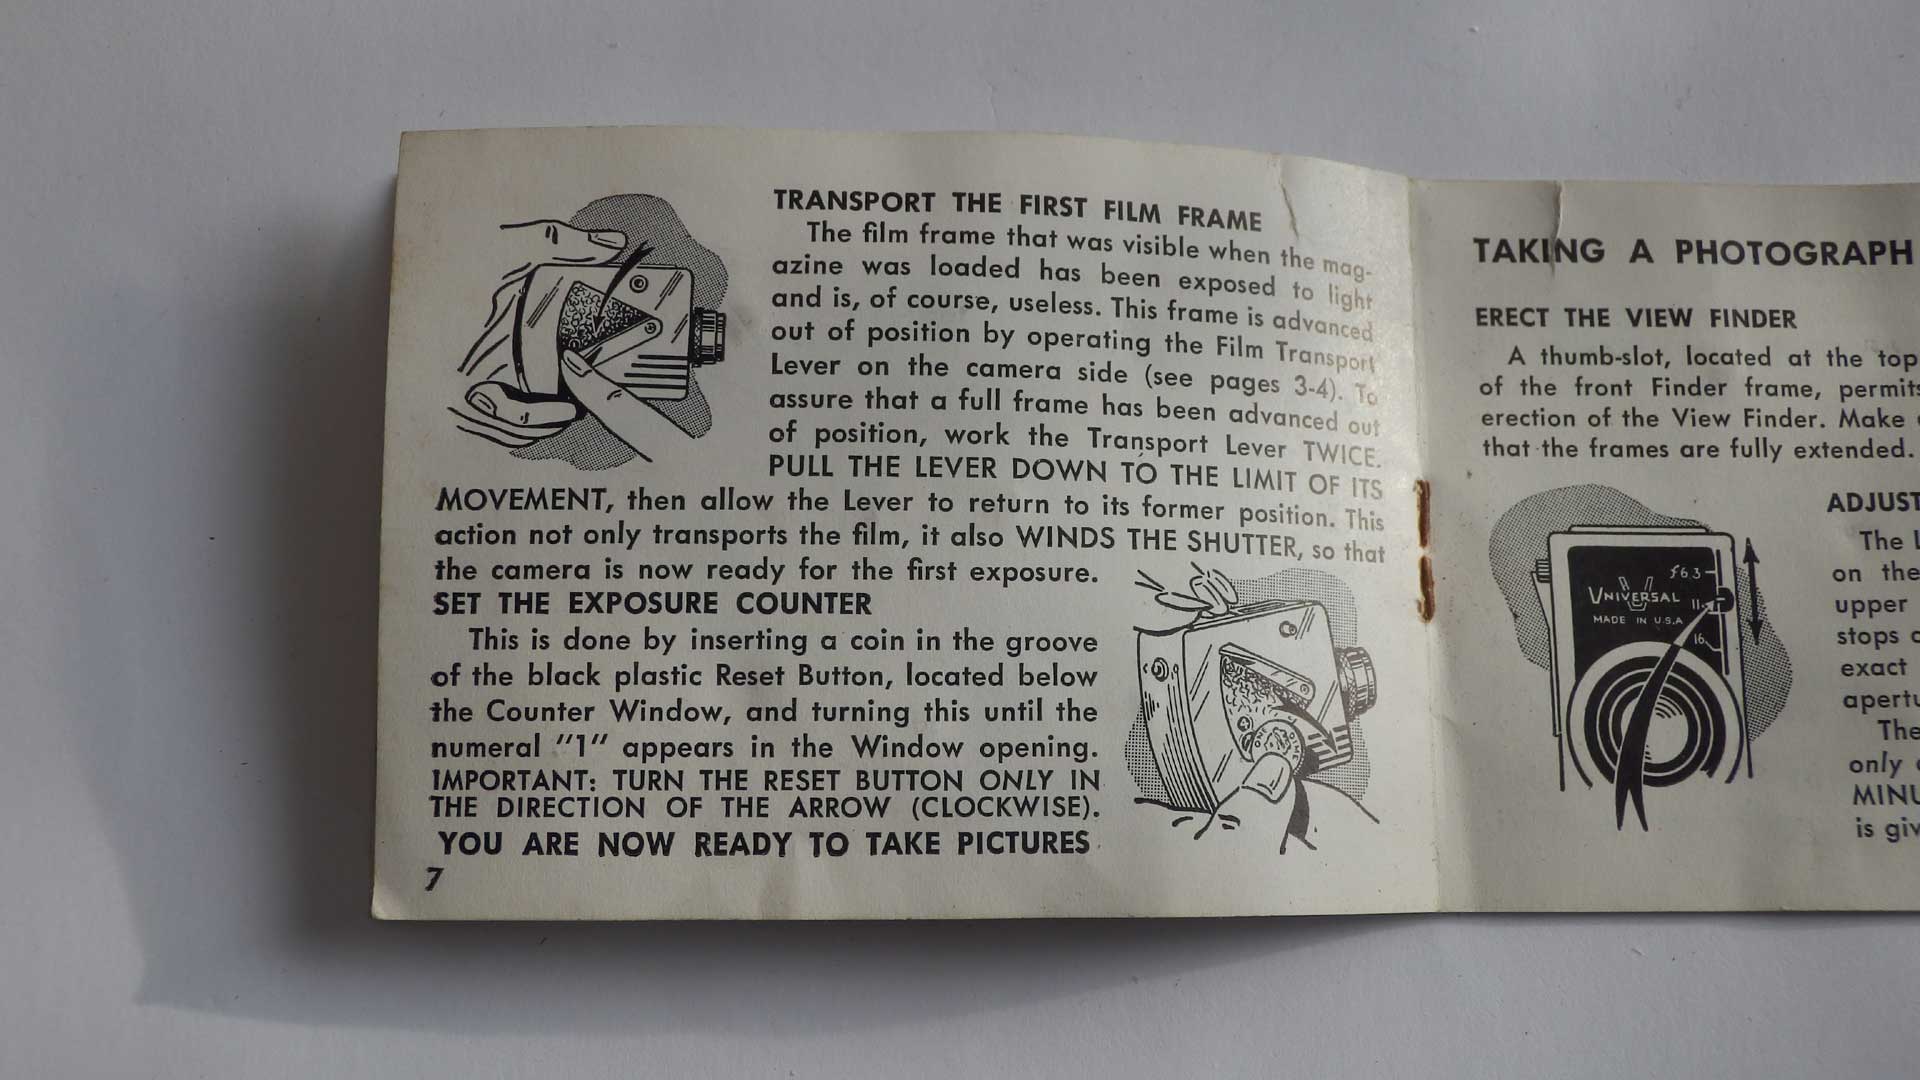 TRANSPORT THE FIRST FILM FRAME
The film frame that was visible when the mag-
azine was loaded has been exposed to light
and is, of course, useless. This frame is advanced
out of position by operating the Film Transport
Lever on the camera side (see pages 3-4). To
assure that a full frame has been advanced out
of position, work the Transport Lever TWICE.
PULL THE LEVER DOWN TO THE LIMIT OF ITS
MOVEMENT, then allow the Lever to return to its former position. This
action not only transports the film, it also WINDS THE SHUTTER, so that
the camera is now ready for the first exposure.
SET THE EXPOSURE COUNTER
This is done by inserting a coin in the groove
of the black plastic Reset Button, located below
the Counter Window, and turning this until the
numeral "1" appears in the Window opening.
IMPORTANT: TURN THE RESET BUTTON ONLY IN
THE DIRECTION OF THE ARROW (CLOCKWISE).
YOU ARE NOW READY TO TAKE PICTURES
7
ONE DIME
TAKING A PHOTOGRAPH
ERECT THE VIEW FINDER
A thumb-slot, located at the top
of the front Finder frame, permits
erection of the View Finder. Make
that the frames are fully extended.
f6.3
UNIVERSAL
11
MADE IN U.S.A
16
ADJUST
The
on the
upper
stops
exact
apertu
The
only
MINU
is giv